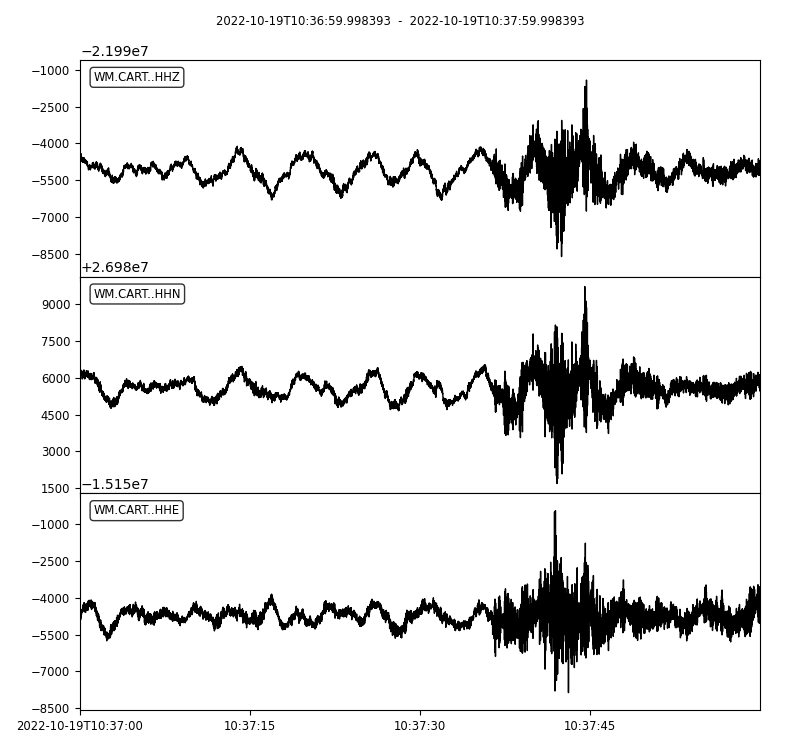 2022-10-19T10:36:59.998393 - 2022-10-19T10:37:59.998393
−2.199e7
WM.CART..HHZ
−1000
−2500
−4000
−5500
−7000
−8500
+2.698e7
WM.CART..HHN
9000
7500
6000
4500
3000
1500
−1.515e7
WM.CART..HHE
−1000
−2500
−4000
−5500
−7000
−8500
2022-10-19T10:37:00 10:37:15 10:37:30 10:37:45